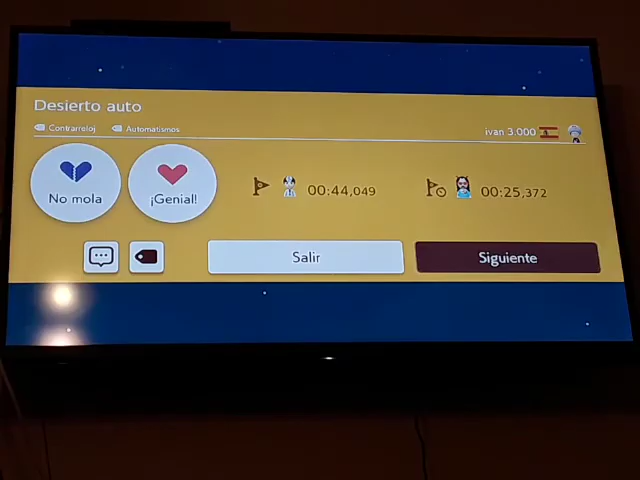 Desierto auto
Contrarreloj Automatismos
ivan 3.000
No mola
¡Genial!
00:44,049
00:25,372
Salir
Siguiente